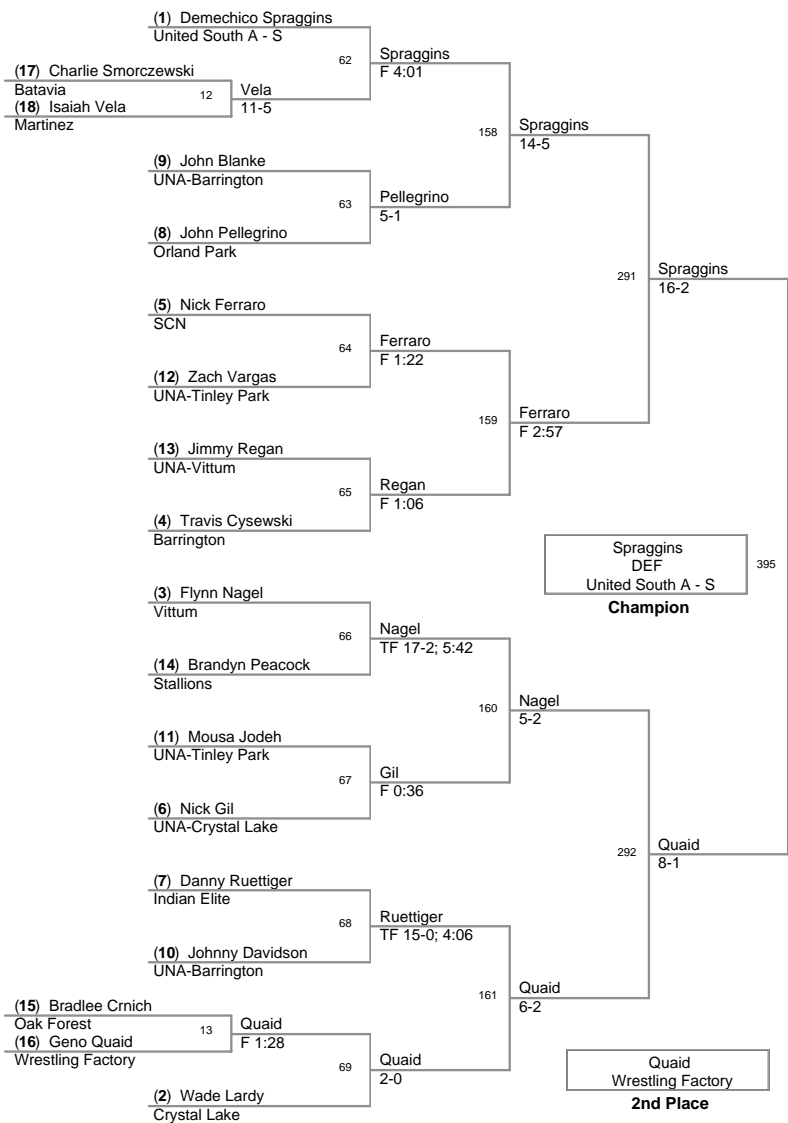 (1) Demechico Spraggins
United South A - S
62
Spraggins
F 4:01
(17) Charlie Smorczewski
Batavia
12
Vela
11-5
(18) Isaiah Vela
Martinez
158
Spraggins
14-5
(9) John Blanke
UNA-Barrington
63
Pellegrino
5-1
(8) John Pellegrino
Orland Park
291
Spraggins
16-2
(5) Nick Ferraro
SCN
64
Ferraro
F 1:22
(12) Zach Vargas
UNA-Tinley Park
159
Ferraro
F 2:57
(13) Jimmy Regan
UNA-Vittum
65
Regan
F 1:06
(4) Travis Cysewski
Barrington
Spraggins
DEF
United South A - S
395
Champion
(3) Flynn Nagel
Vittum
66
Nagel
TF 17-2; 5:42
(14) Brandyn Peacock
Stallions
160
Nagel
5-2
(11) Mousa Jodeh
UNA-Tinley Park
67
Gil
F 0:36
(6) Nick Gil
UNA-Crystal Lake
292
Quaid
8-1
(7) Danny Ruettiger
Indian Elite
68
Ruettiger
TF 15-0; 4:06
(10) Johnny Davidson
UNA-Barrington
161
Quaid
6-2
(15) Bradlee Crnich
Oak Forest
13
Quaid
F 1:28
(16) Geno Quaid
Wrestling Factory
69
Quaid
2-0
(2) Wade Lardy
Crystal Lake
Quaid
Wrestling Factory
2nd Place